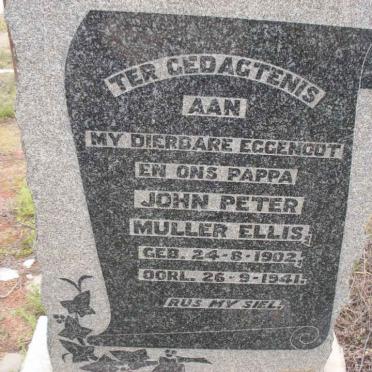 TER GEDAGTENIS
AAN
MY DIERBARE EGGENOOT
EN ONS PAPPA
JOHN PETER
MULLER ELLIS,
GEB. 24-8-1902,
OORL. 26-9-1941.
RUS MY SIEL.